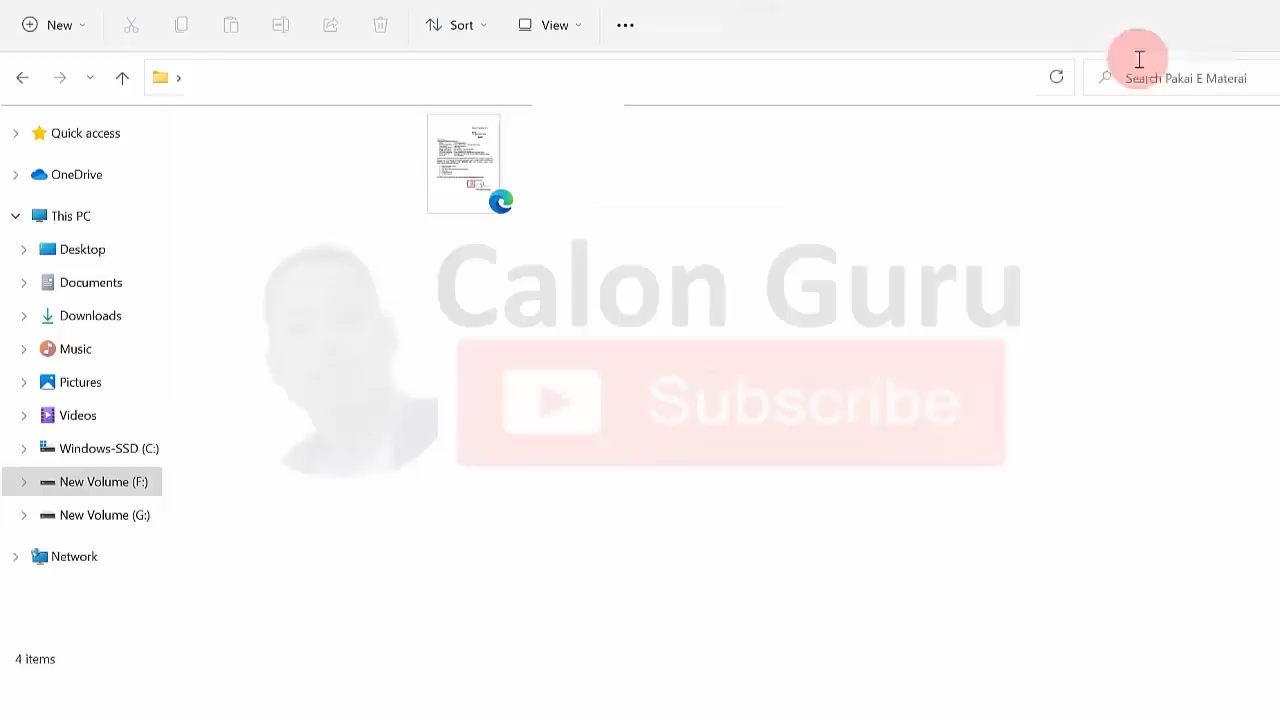 New
Sort
View
Search Pakai E Materai
Quick access
OneDrive
This PC
Desktop
Documents
Downloads
Music
Pictures
Videos
Windows-SSD (C:)
New Volume (F:)
New Volume (G:)
Network
4 items
Calon Guru
Subscribe